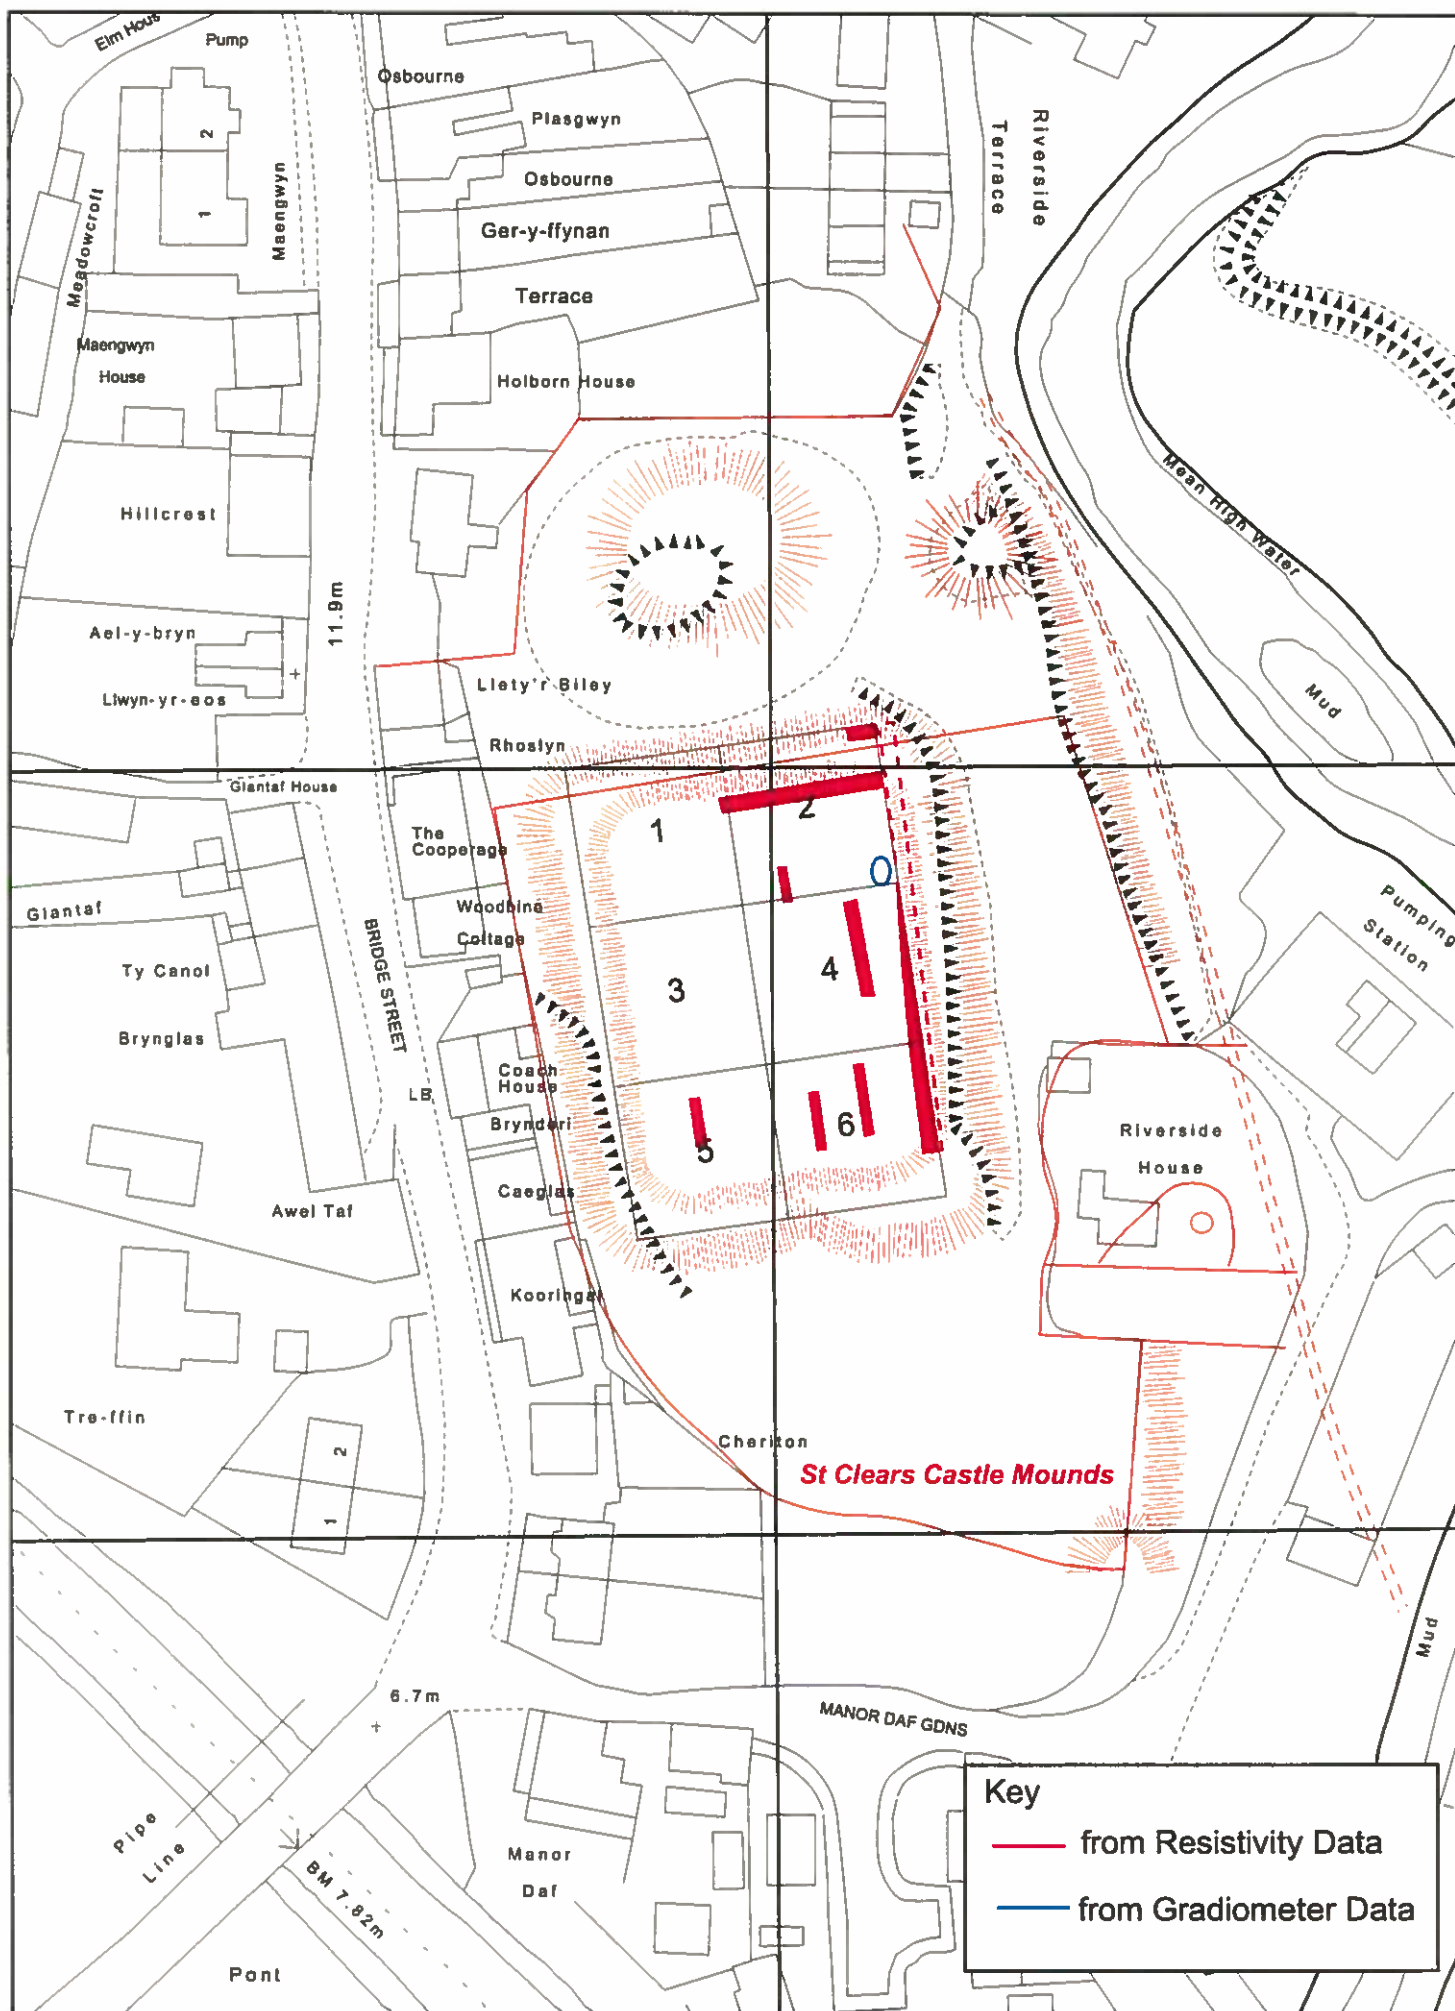 Elm Hous
Pump
Osbourne
Plasgwyn
Osbourne
Ger-y-ffynan
Terrace
Holborn House
Riverside
Terrace
2
1
Maengwyn
Meadowcroft
Maengwyn
House
Hillcrest
11.9m
Ael-y-bryn
Llwyn-yr-eos
Mean High Water
Mud
Lliety'r Biley
Rhoslyn
Glantaf House
The
Cooperage
Woodbine
Cottage
Glantaf
Ty Canol
Brynglas
BRIDGE STREET
LB
Coach
House
Brynderi
Caeglas
Awel Taf
Kooringal
1
2
3
4
5
6
Pumping
Station
Riverside
House
Tre-ffin
2
1
Cheriton
St Clears Castle Mounds
Mud
6.7m
MANOR DAF GDNS
Pipe
Line
BM 7.82m
Manor
Daf
Pont
Key
from Resistivity Data
from Gradiometer Data